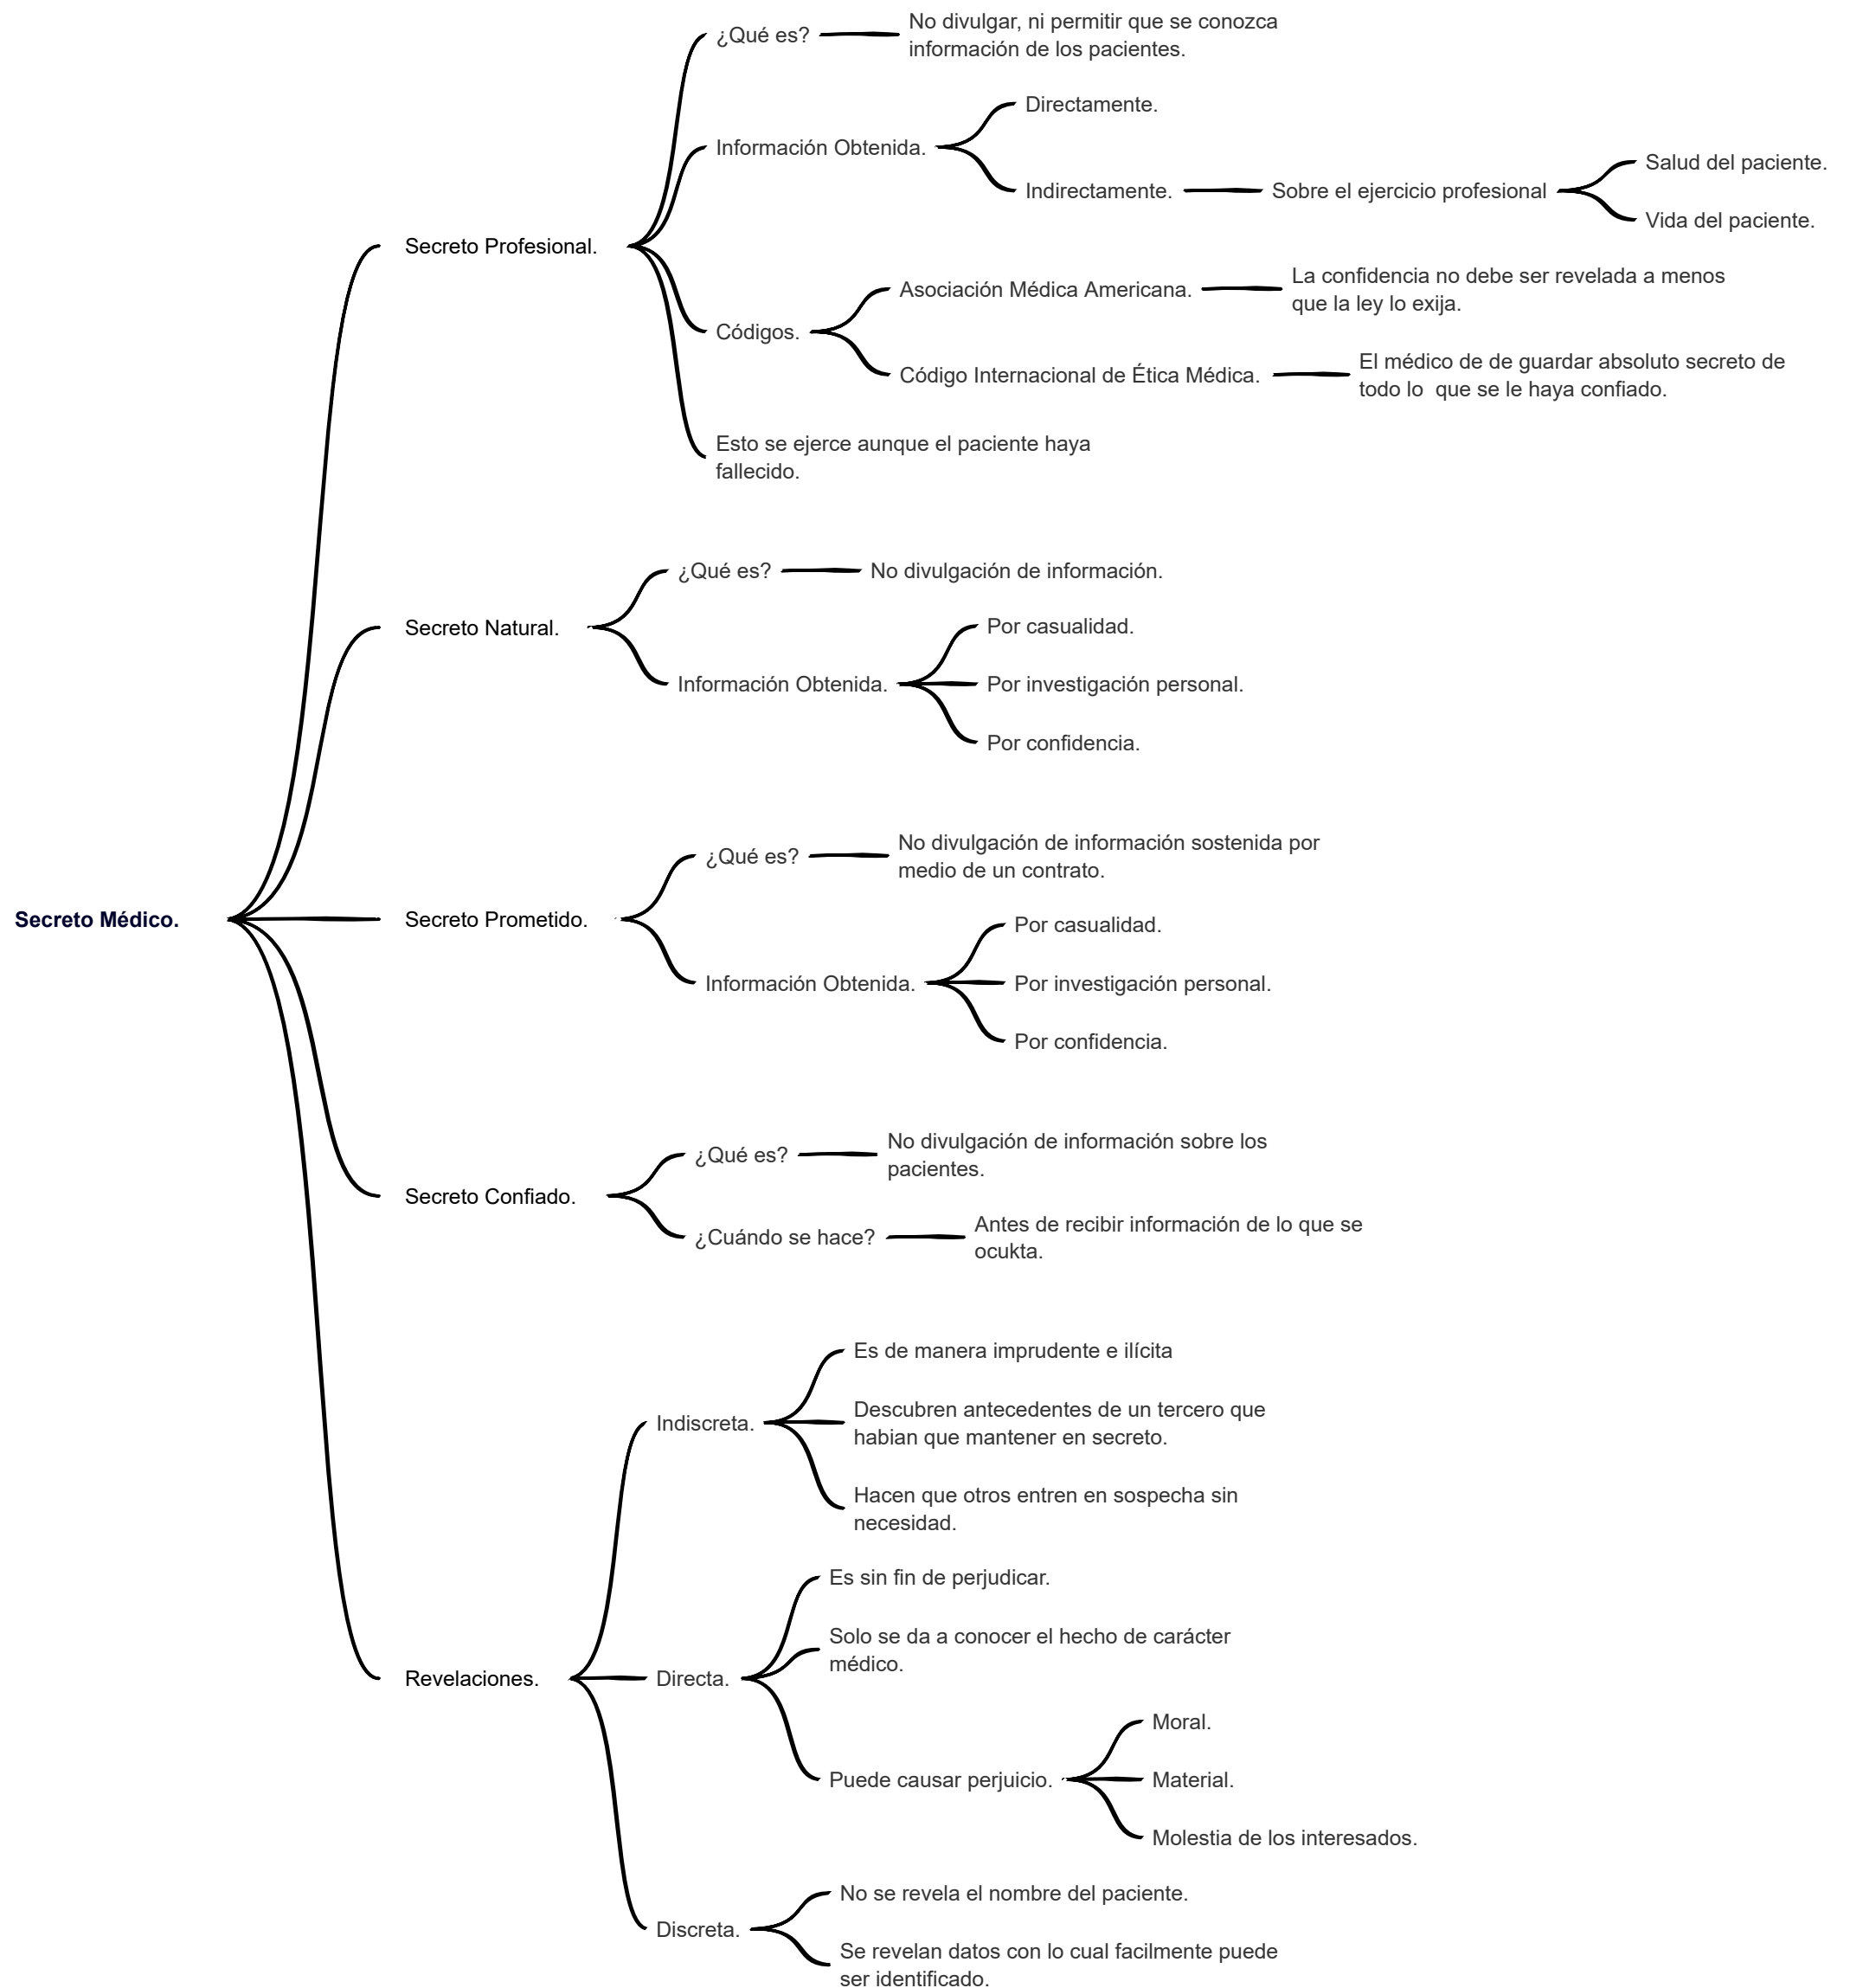 ¿Qué es?
No divulgar, ni permitir que se conozca
información de los pacientes.
Directamente.
Información Obtenida.
Salud del paciente.
Indirectamente.
Sobre el ejercicio profesional
Vida del paciente.
Secreto Profesional.
La confidencia no debe ser revelada a menos
Asociación Médica Americana.
que la ley lo exija.
Códigos.
El médico de de guardar absoluto secreto de
Código Internacional de Ética Médica.
todo lo  que se le haya confiado.
Esto se ejerce aunque el paciente haya
fallecido.
¿Qué es?
No divulgación de información.
Secreto Natural.
Por casualidad.
Información Obtenida.
Por investigación personal.
Por confidencia.
¿Qué es?
No divulgación de información sostenida por
medio de un contrato.
Secreto Médico.
Secreto Prometido.
Por casualidad.
Información Obtenida.
Por investigación personal.
Por confidencia.
¿Qué es?
No divulgación de información sobre los
pacientes.
Secreto Confiado.
¿Cuándo se hace?
Antes de recibir información de lo que se
ocukta.
Es de manera imprudente e ilícita
Indiscreta.
Descubren antecedentes de un tercero que
habian que mantener en secreto.
Hacen que otros entren en sospecha sin
necesidad.
Es sin fin de perjudicar.
Solo se da a conocer el hecho de carácter
médico.
Revelaciones.
Directa.
Moral.
Puede causar perjuicio.
Material.
Molestia de los interesados.
No se revela el nombre del paciente.
Discreta.
Se revelan datos con lo cual facilmente puede
ser identificado.